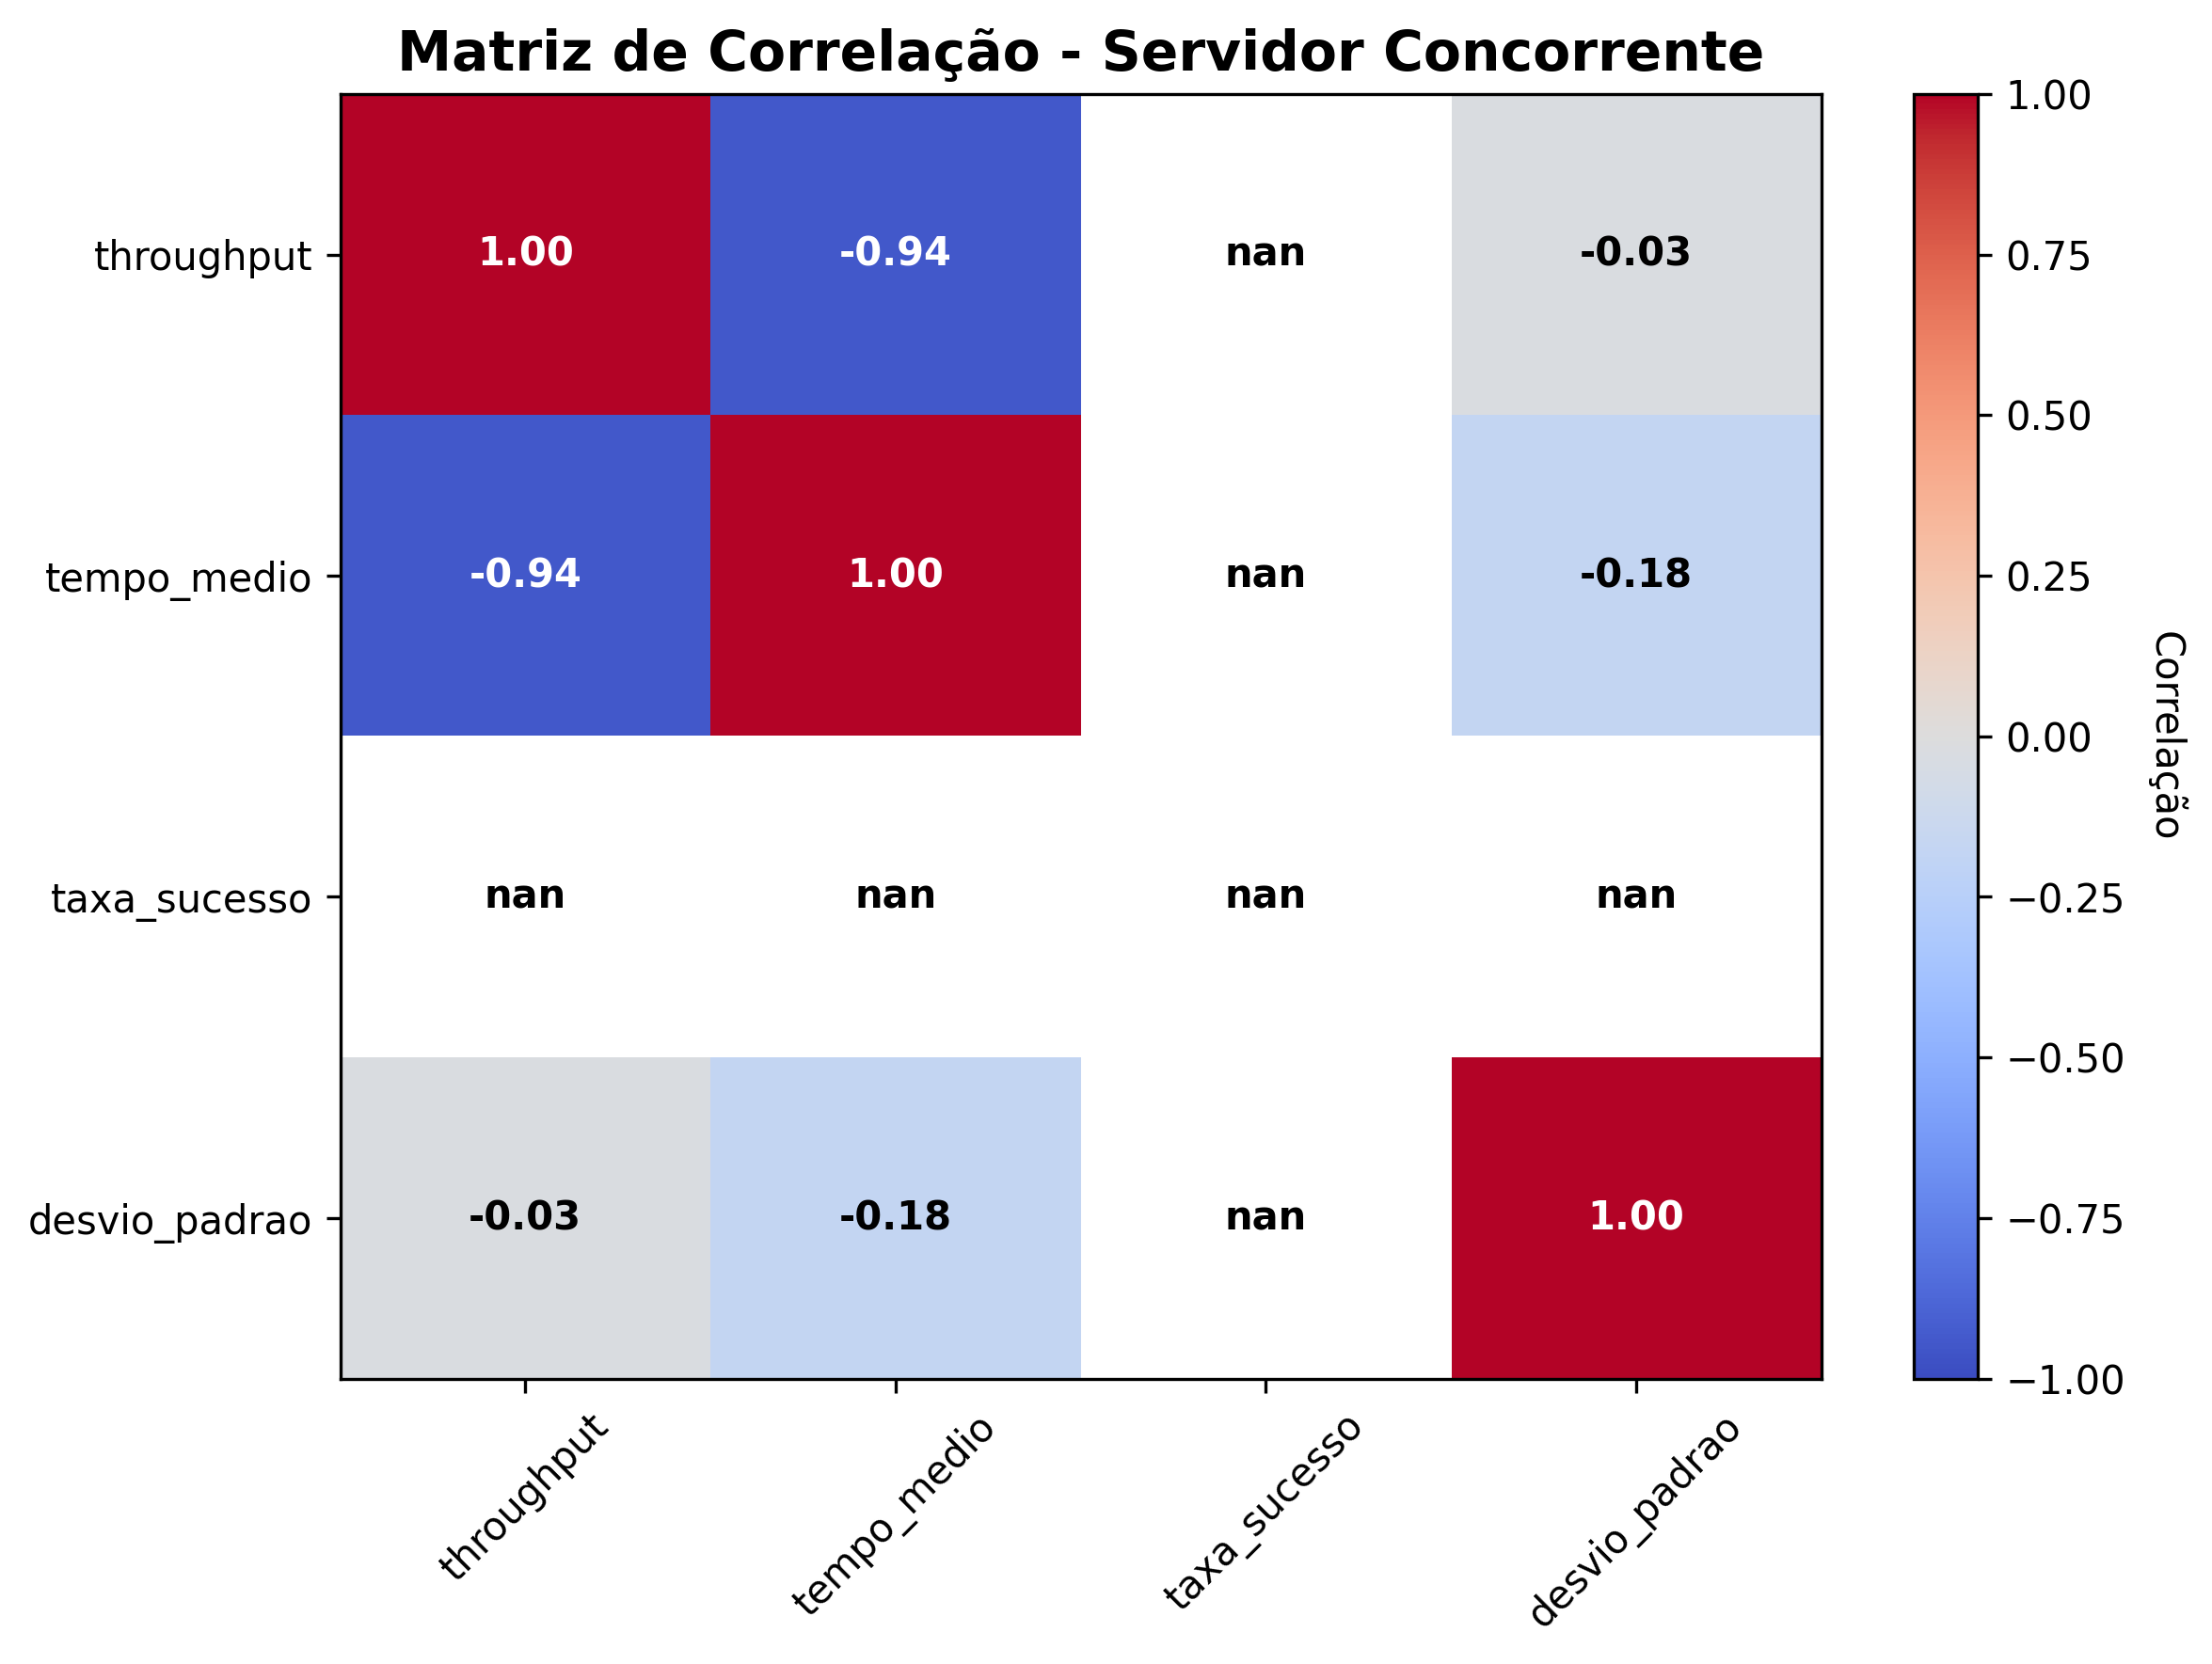 Matriz de Correlação - Servidor Concorrente
throughput 1.00 -0.94 nan -0.03
tempo_medio -0.94 1.00 nan -0.18
taxa_sucesso nan nan nan nan
desvio_padrao -0.03 -0.18 nan 1.00
throughput tempo_medio taxa_sucesso desvio_padrao
1.00
0.75
0.50
0.25
0.00
−0.25
−0.50
−0.75
−1.00
Correlação